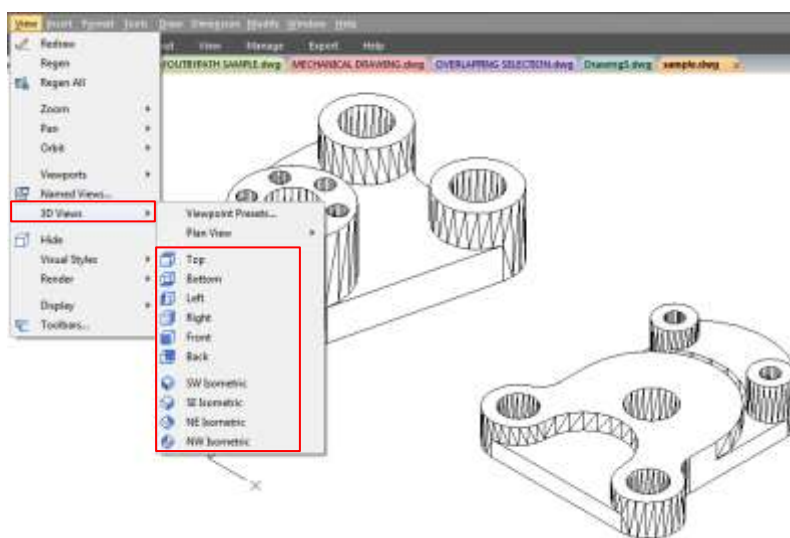 View Insert Format Tools Draw Dimension Modify Window Help
View Manage Export Help
YOUTBYPATH SAMPLE.dwg MECHANICAL DRAWING.dwg OVERLAPPING SELECTION.dwg Drawing5.dwg sample.dwg
Redraw
Regen
Regen All
Zoom
Pan
Orbit
Viewports
Named Views...
3D Views
Hide
Visual Styles
Render
Display
Toolbars...
Viewpoint Presets...
Plan View
Top
Bottom
Left
Right
Front
Back
SW Isometric
SE Isometric
NE Isometric
NW Isometric
X